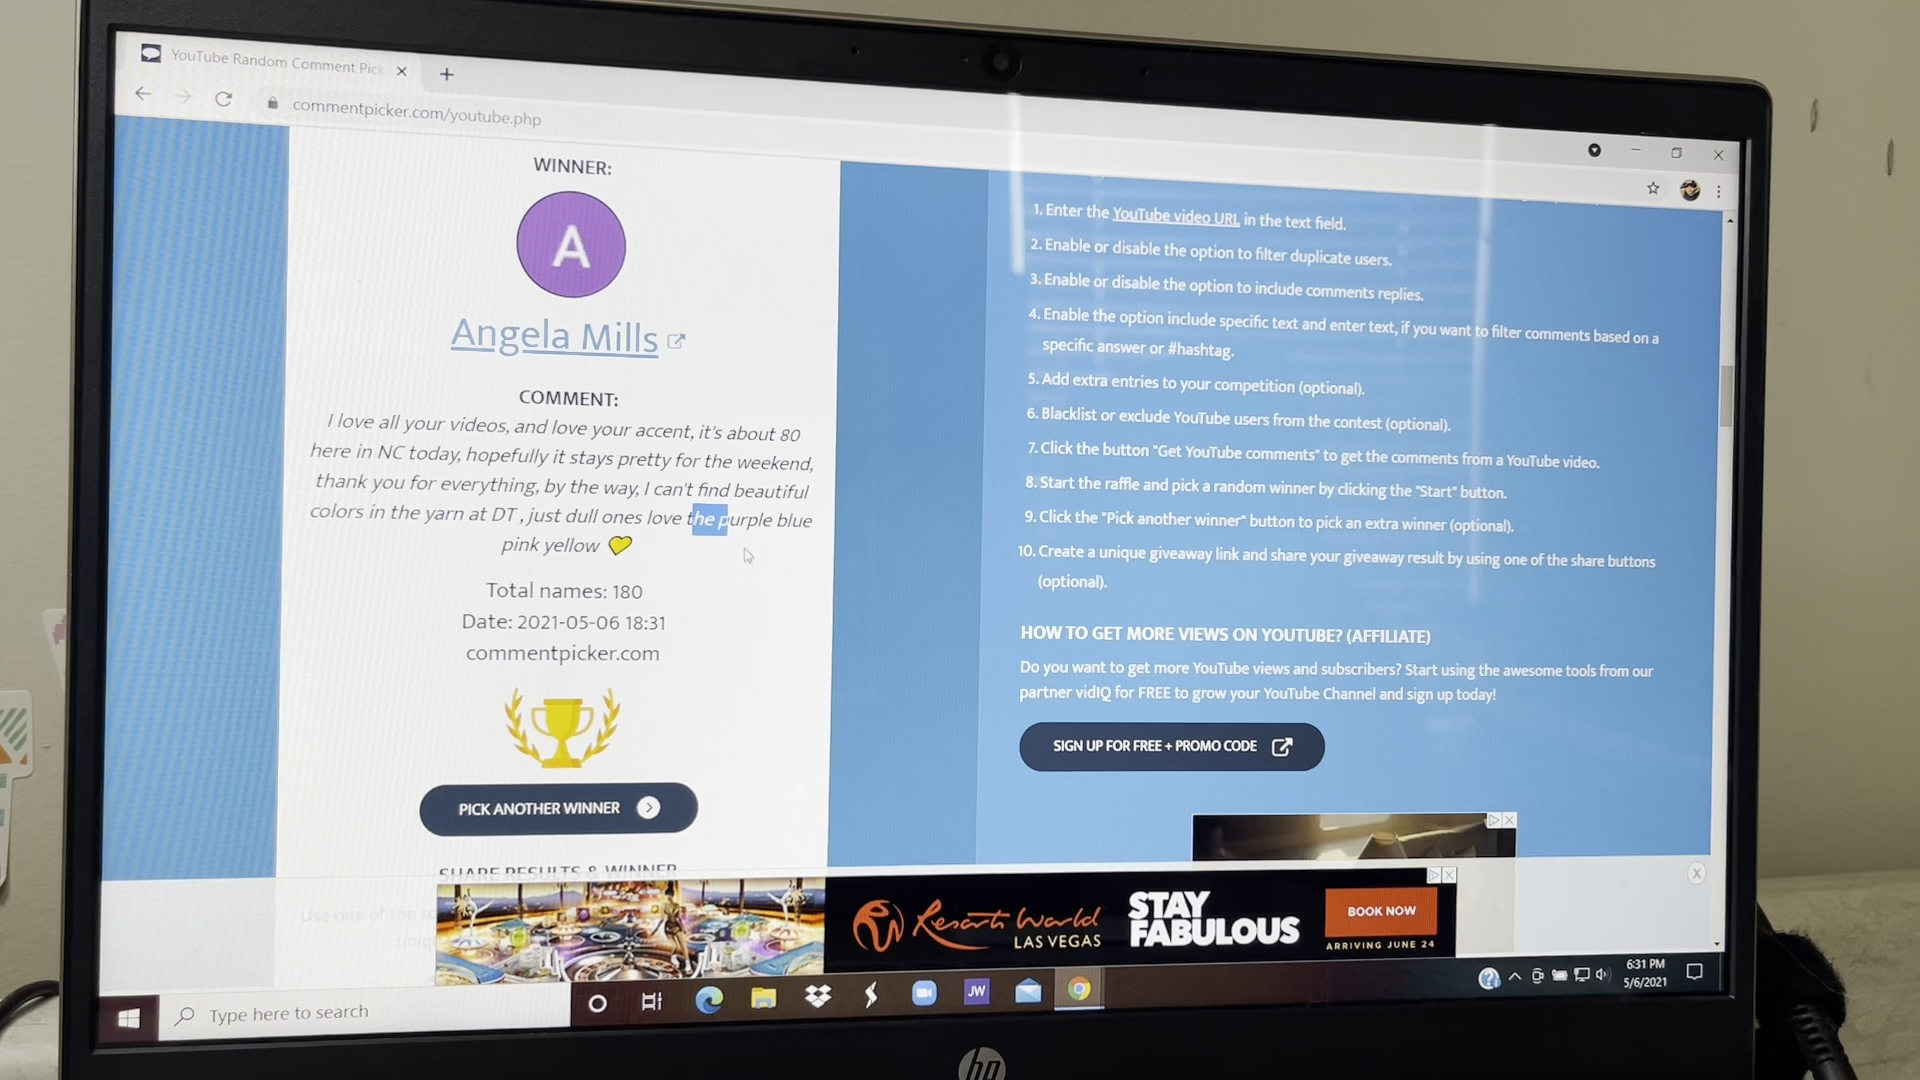 YouTube Random Comment Pick
commentpicker.com/youtube.php
WINNER:
A
Angela Mills
COMMENT:
I love all your videos, and love your accent, it's about 80
here in NC today, hopefully it stays pretty for the weekend,
thank you for everything, by the way, I can't find beautiful
colors in the yarn at DT , just dull ones love the purple blue
pink yellow
Total names: 180
Date: 2021-05-06 18:31
commentpicker.com
PICK ANOTHER WINNER
SHARE RESULTS & WINNER
Use one of the
1. Enter the YouTube video URL in the text field.
2. Enable or disable the option to filter duplicate users.
3. Enable or disable the option to include comments replies.
4. Enable the option include specific text and enter text, if you want to filter comments based on a
specific answer or #hashtag.
5. Add extra entries to your competition (optional).
6. Blacklist or exclude YouTube users from the contest (optional).
7. Click the button "Get YouTube comments" to get the comments from a YouTube video.
8. Start the raffle and pick a random winner by clicking the "Start" button.
9. Click the "Pick another winner" button to pick an extra winner (optional).
10. Create a unique giveaway link and share your giveaway result by using one of the share buttons
(optional).
HOW TO GET MORE VIEWS ON YOUTUBE? (AFFILIATE)
Do you want to get more YouTube views and subscribers? Start using the awesome tools from our
partner vidIQ for FREE to grow your YouTube Channel and sign up today!
SIGN UP FOR FREE + PROMO CODE
Resorts World
LAS VEGAS
STAY
FABULOUS
BOOK NOW
ARRIVING JUNE 24
Type here to search
JW
6:31 PM
5/6/2021
hp